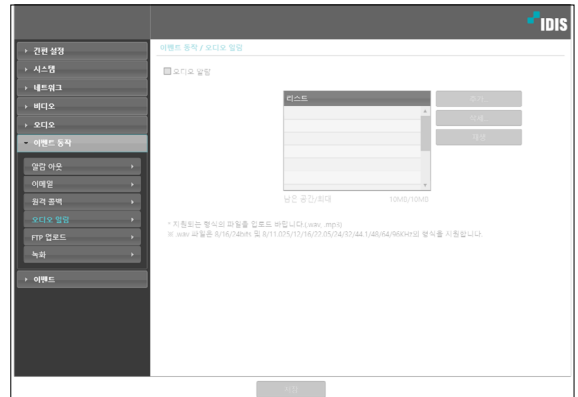 IDIS
간편 설정
시스템
네트워크
비디오
오디오
이벤트 동작
알람 아웃
이메일
원격 콜백
오디오 알람
FTP 업로드
녹화
이벤트
이벤트 동작 / 오디오 알람
오디오 알람
리스트
추가...
삭제...
남은 공간/최대 10MB/10MB
* 지원되는 형식의 파일을 업로드 바랍니다.(.wav, .mp3)
※ .wav 파일은 8/16/24bits 및 8/11.025/12/16/22.05/24/32/44.1/48/64/96KHz의 형식을 지원합니다.
저장